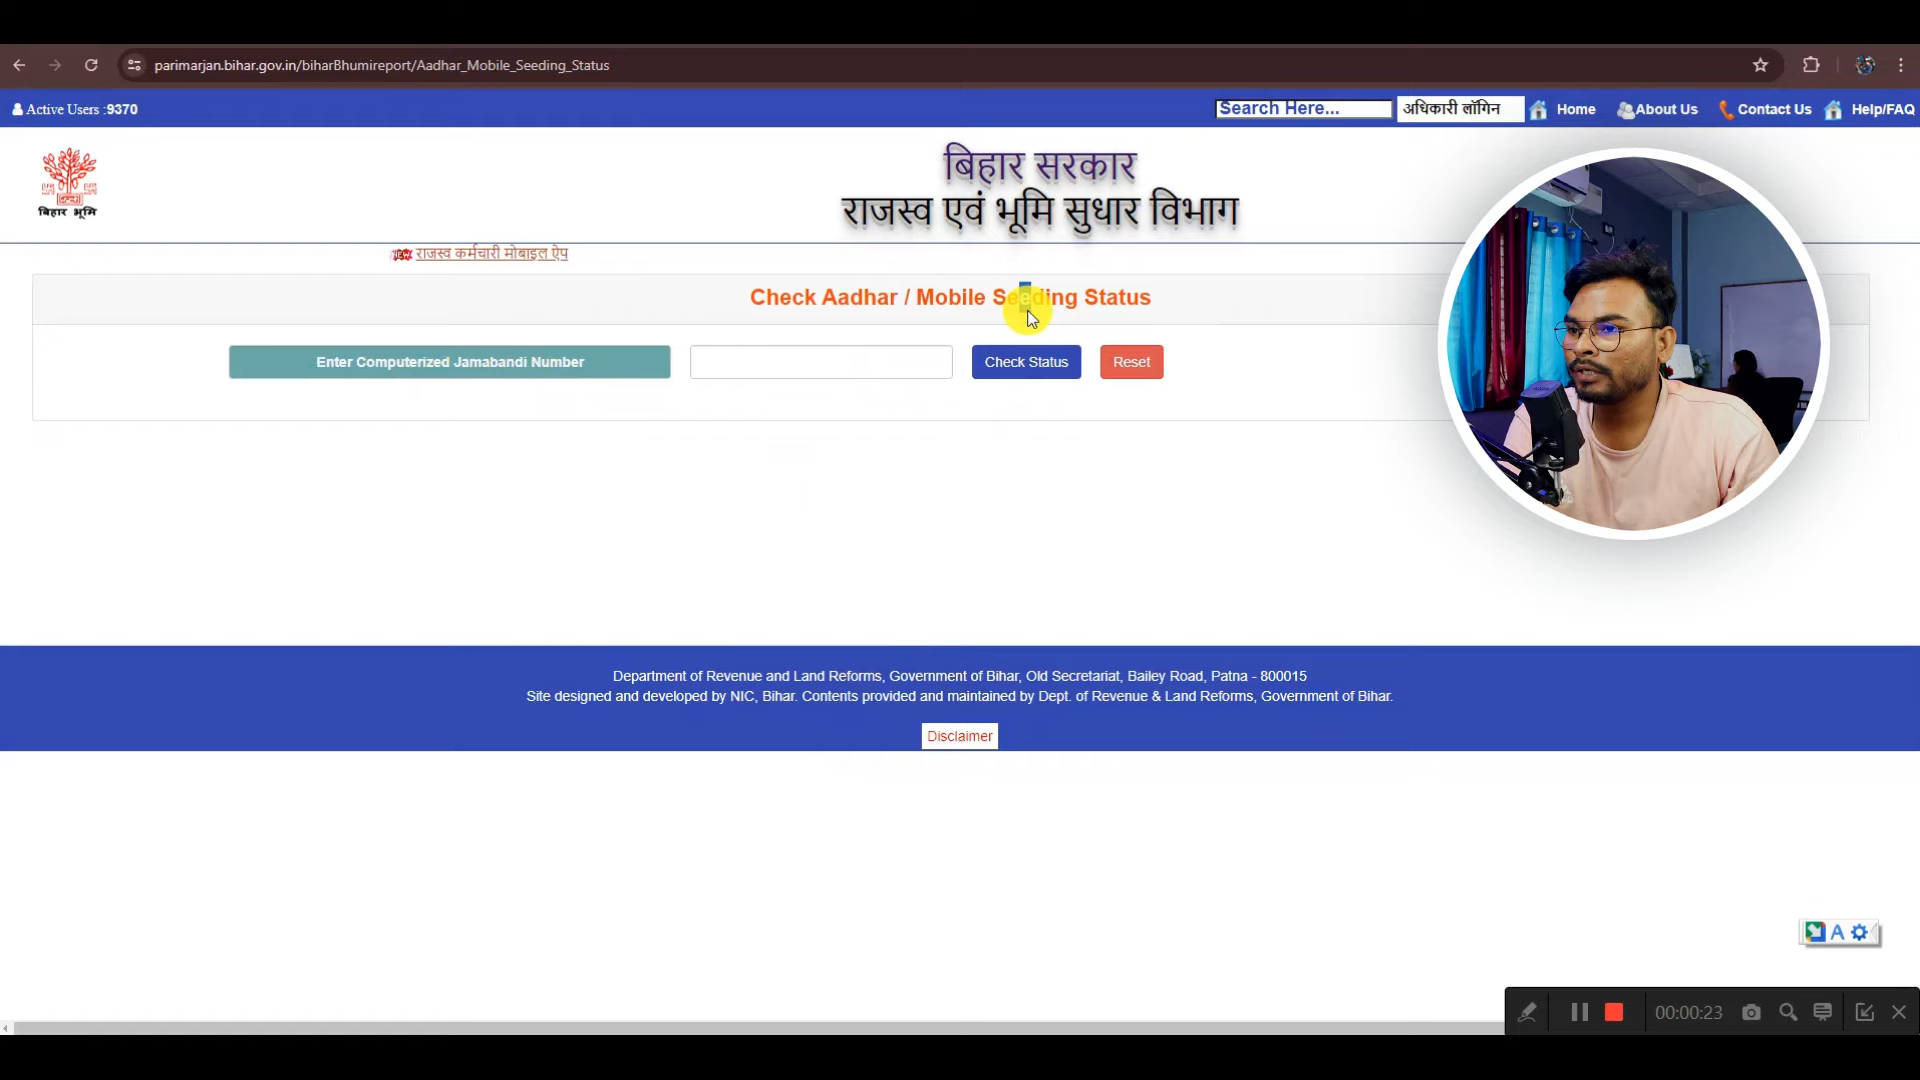 parimarjan.bihar.gov.in/biharBhumireport/Aadhar_Mobile_Seeding_Status
Active Users :9370
Search Here...
अधिकारी लॉगिन
Home
About Us
Contact Us
Help/FAQ
बिहार भूमि
बिहार सरकार
राजस्व एवं भूमि सुधार विभाग
NEW राजस्व कर्मचारी मोबाइल ऐप
Check Aadhar / Mobile Seeding Status
Enter Computerized Jamabandi Number
Check Status
Reset
Department of Revenue and Land Reforms, Government of Bihar, Old Secretariat, Bailey Road, Patna - 800015
Site designed and developed by NIC, Bihar. Contents provided and maintained by Dept. of Revenue & Land Reforms, Government of Bihar.
Disclaimer
A
00:00:23